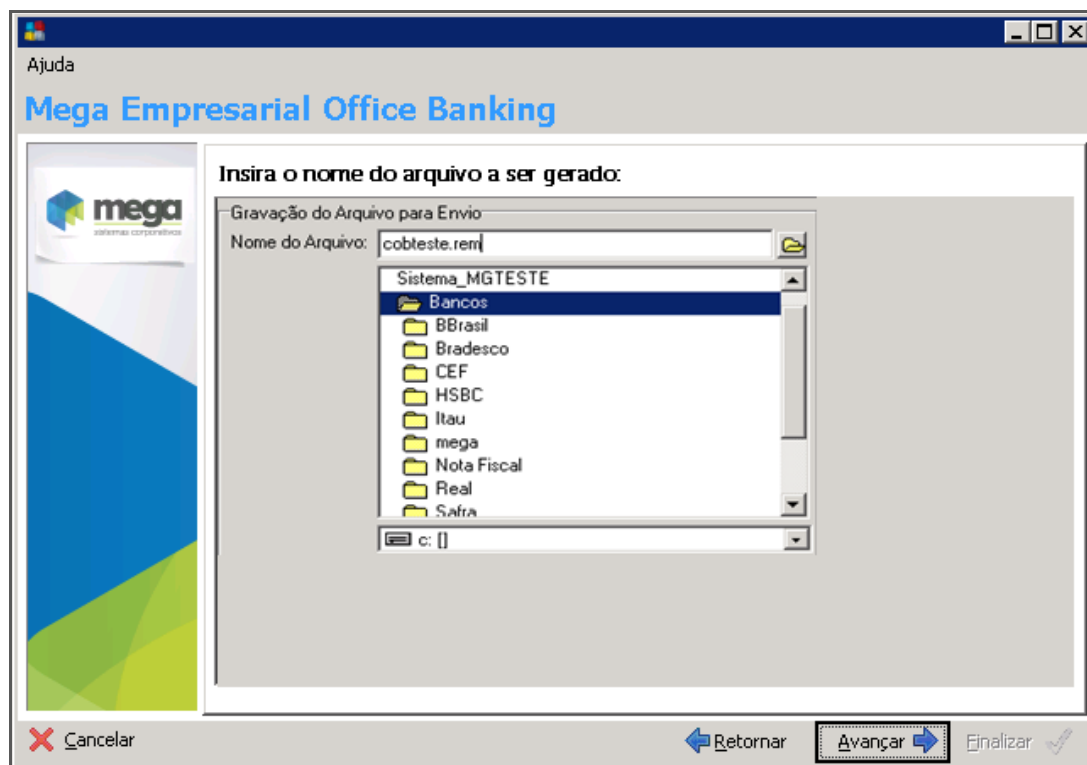 Ajuda
Mega Empresarial Office Banking
mega
sistemas corporativos
Insira o nome do arquivo a ser gerado:
Gravação do Arquivo para Envio
Nome do Arquivo: cobteste.rem
Sistema_MGTESTE
Bancos
BBrasil
Bradesco
CEF
HSBC
Itau
mega
Nota Fiscal
Real
Safra
c: []
Cancelar
Retornar
Avançar
Finalizar